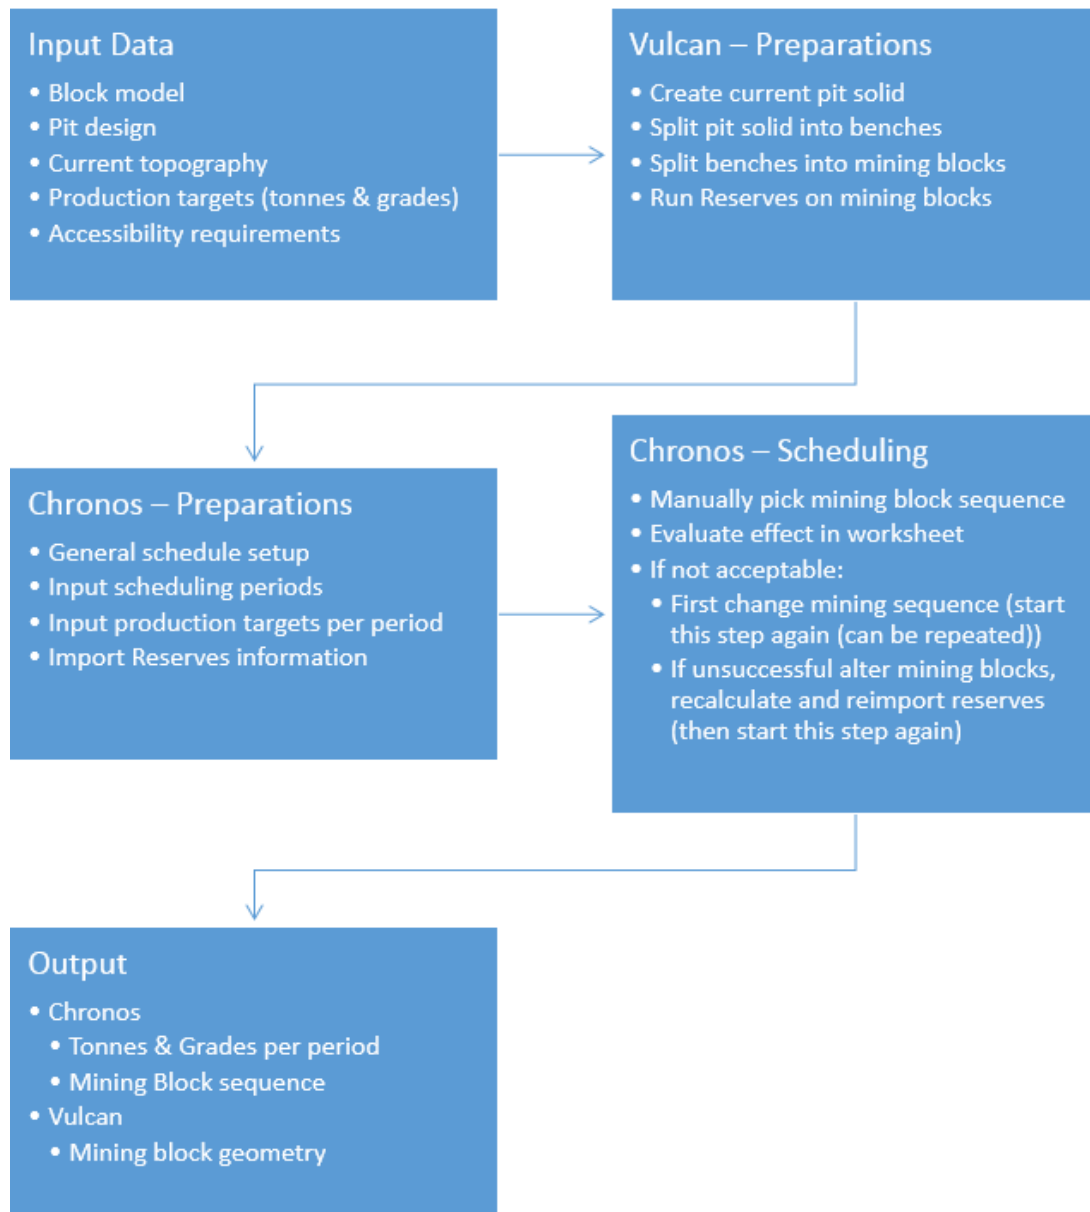 Input Data
• Block model
• Pit design
• Current topography
• Production targets (tonnes & grades)
• Accessibility requirements
Vulcan – Preparations
• Create current pit solid
• Split pit solid into benches
• Split benches into mining blocks
• Run Reserves on mining blocks
Chronos – Preparations
• General schedule setup
• Input scheduling periods
• Input production targets per period
• Import Reserves information
Chronos – Scheduling
• Manually pick mining block sequence
• Evaluate effect in worksheet
• If not acceptable:
• First change mining sequence (start
this step again (can be repeated))
• If unsuccessful alter mining blocks,
recalculate and reimport reserves
(then start this step again)
Output
• Chronos
• Tonnes & Grades per period
• Mining Block sequence
• Vulcan
• Mining block geometry